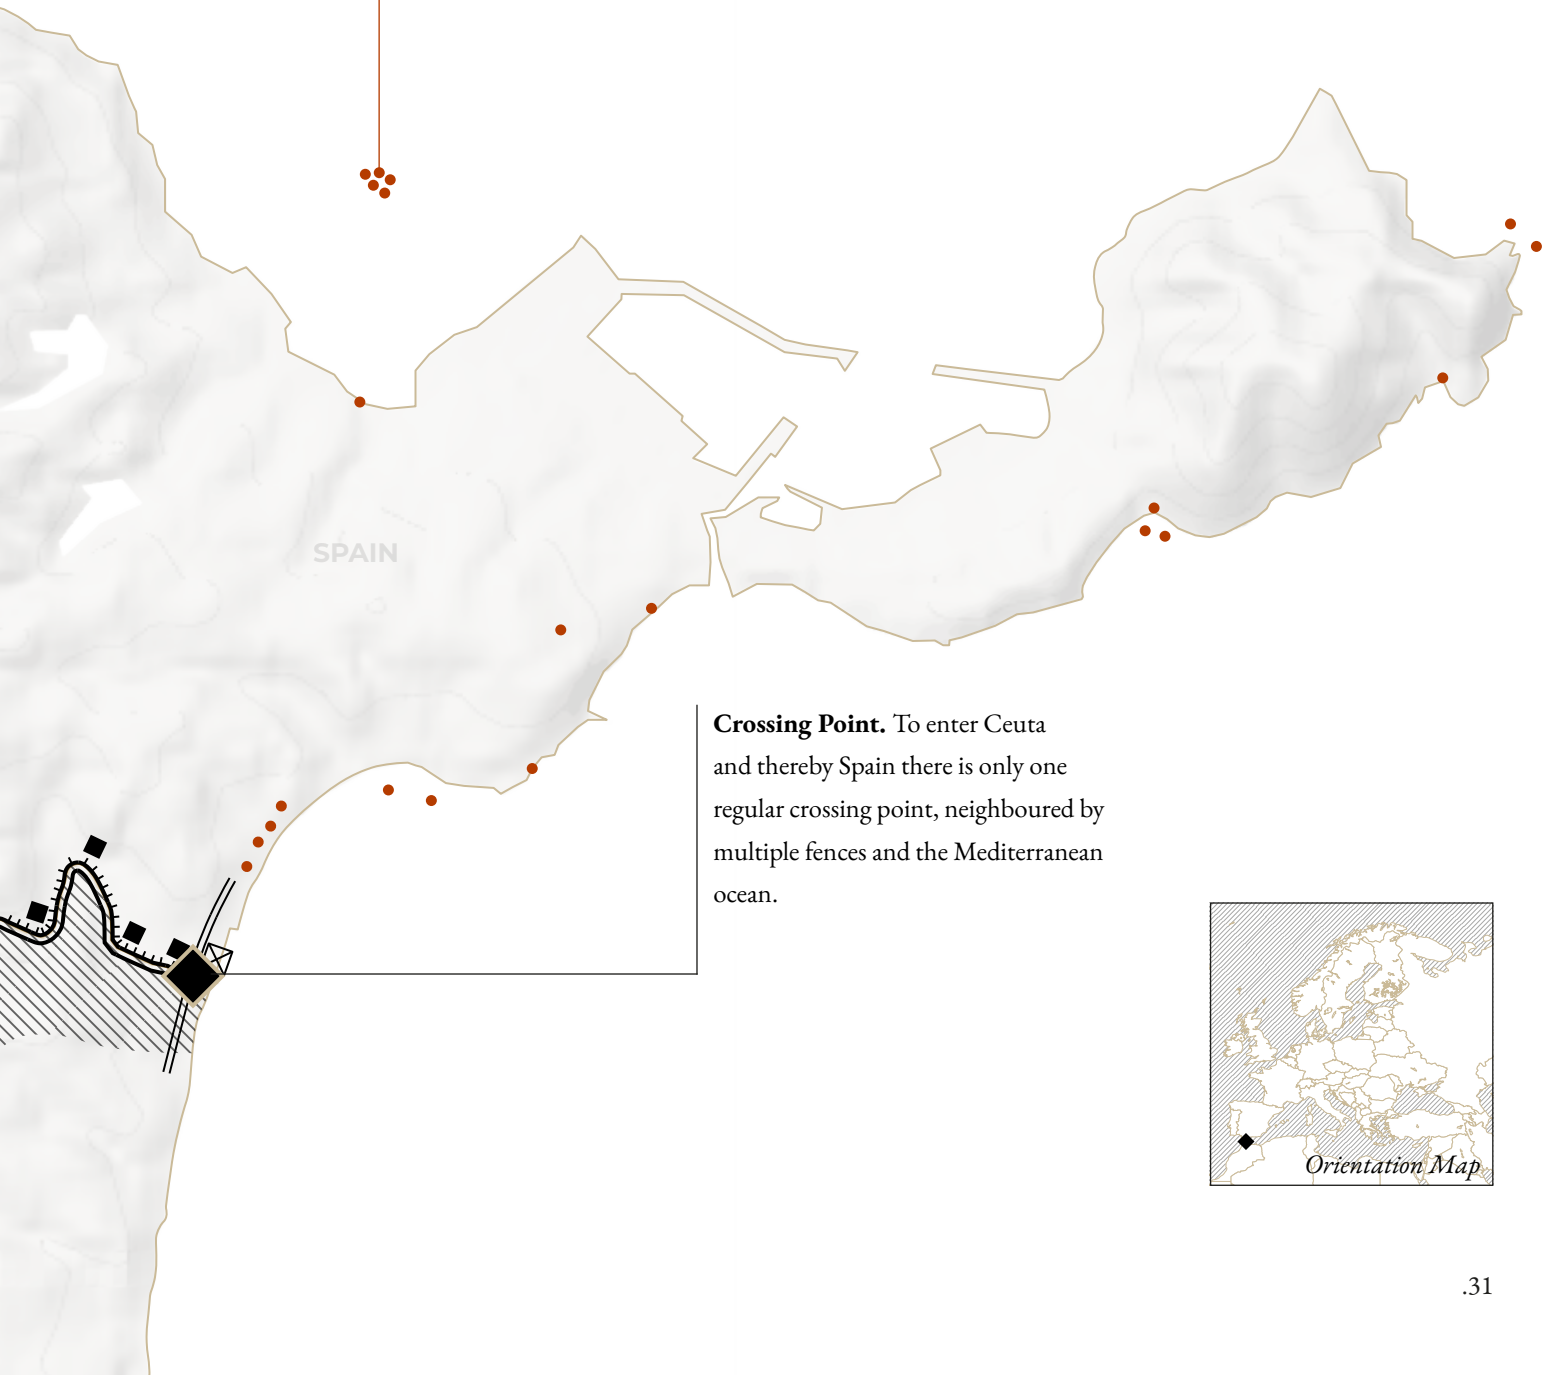 SPAIN
Crossing Point. To enter Ceuta
and thereby Spain there is only one
regular crossing point, neighboured by
multiple fences and the Mediterranean
ocean.
Orientation Map
.31